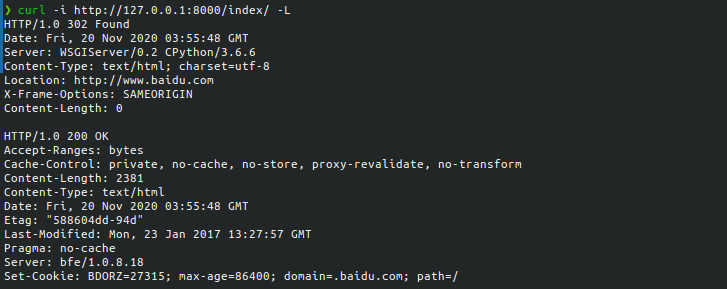 ❯ curl -i http://127.0.0.1:8000/index/ -L
HTTP/1.0 302 Found
Date: Fri, 20 Nov 2020 03:55:48 GMT
Server: WSGIServer/0.2 CPython/3.6.6
Content-Type: text/html; charset=utf-8
Location: http://www.baidu.com
X-Frame-Options: SAMEORIGIN
Content-Length: 0

HTTP/1.0 200 OK
Accept-Ranges: bytes
Cache-Control: private, no-cache, no-store, proxy-revalidate, no-transform
Content-Length: 2381
Content-Type: text/html
Date: Fri, 20 Nov 2020 03:55:48 GMT
Etag: "588604dd-94d"
Last-Modified: Mon, 23 Jan 2017 13:27:57 GMT
Pragma: no-cache
Server: bfe/1.0.8.18
Set-Cookie: BDORZ=27315; max-age=86400; domain=.baidu.com; path=/